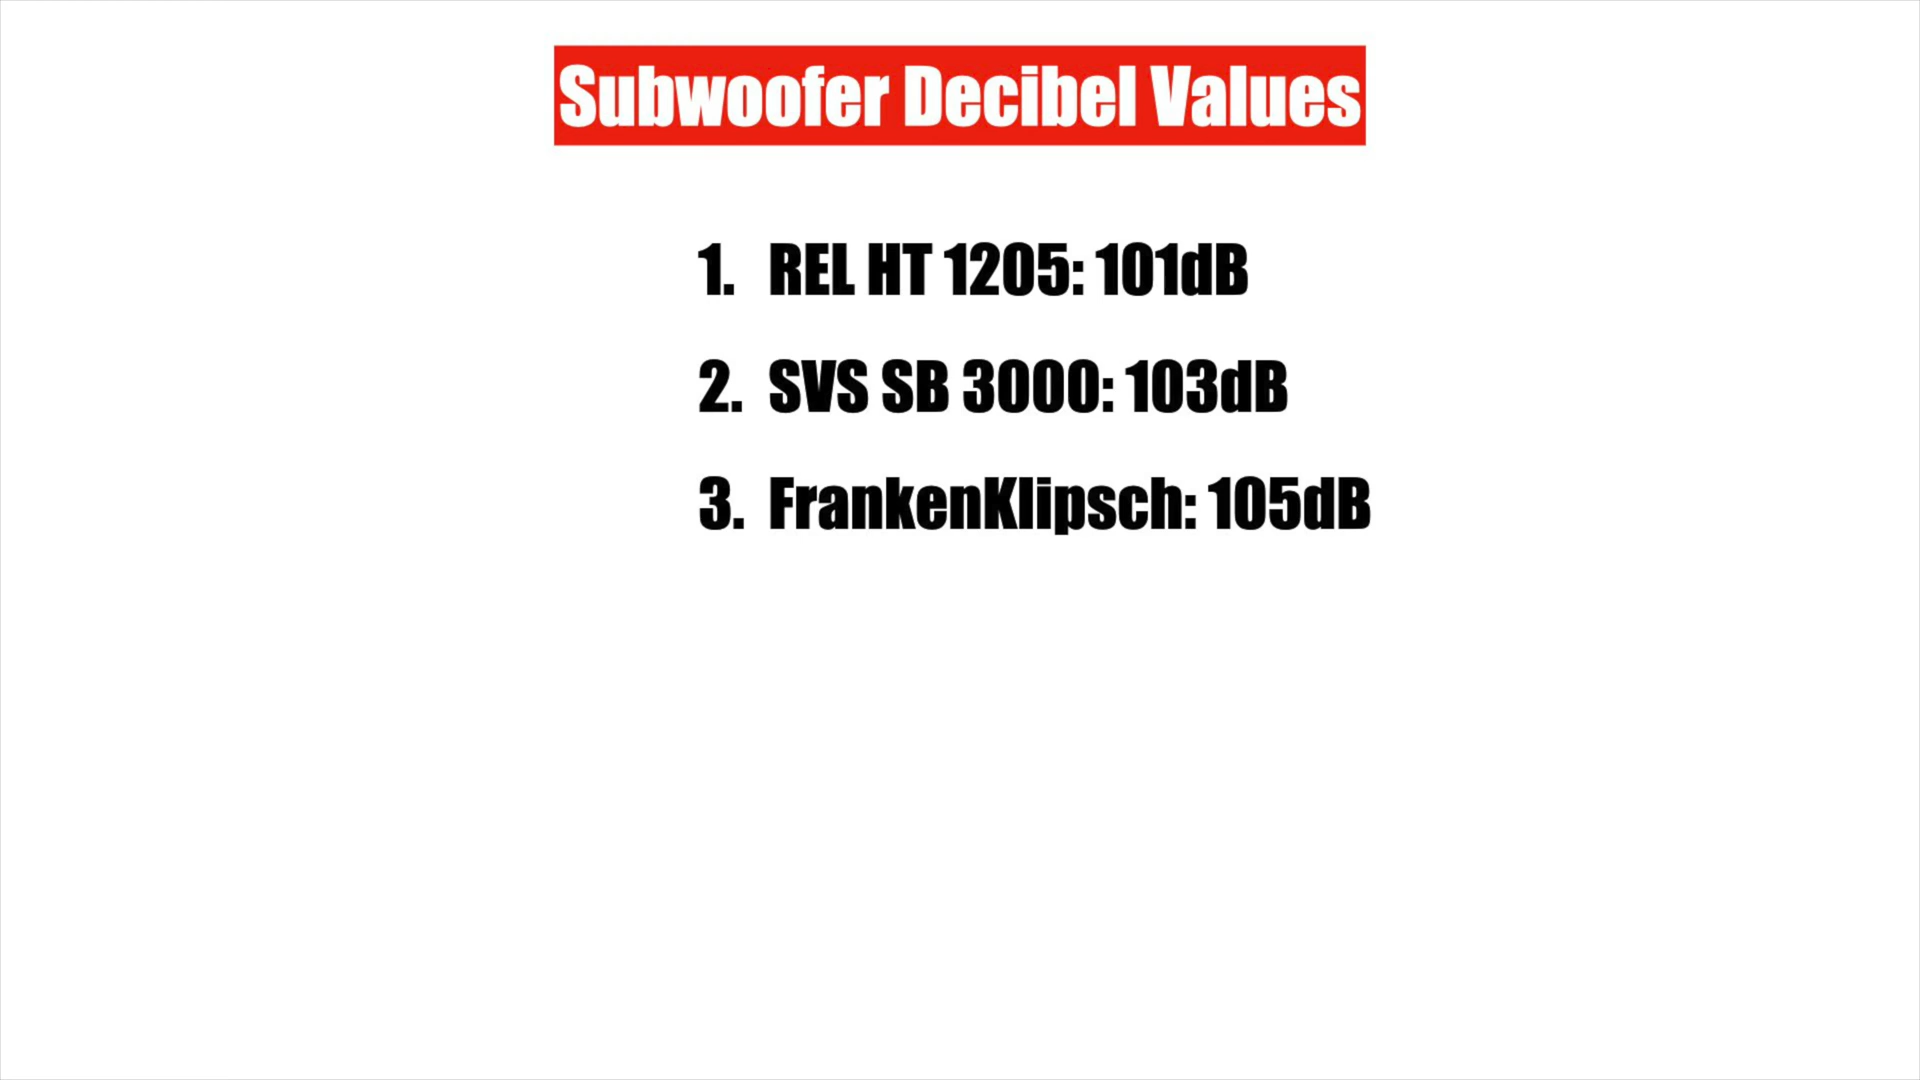 Subwoofer Decibel Values
1. REL HT 1205: 101dB
2. SVS SB 3000: 103dB
3. FrankenKlipsch: 105dB